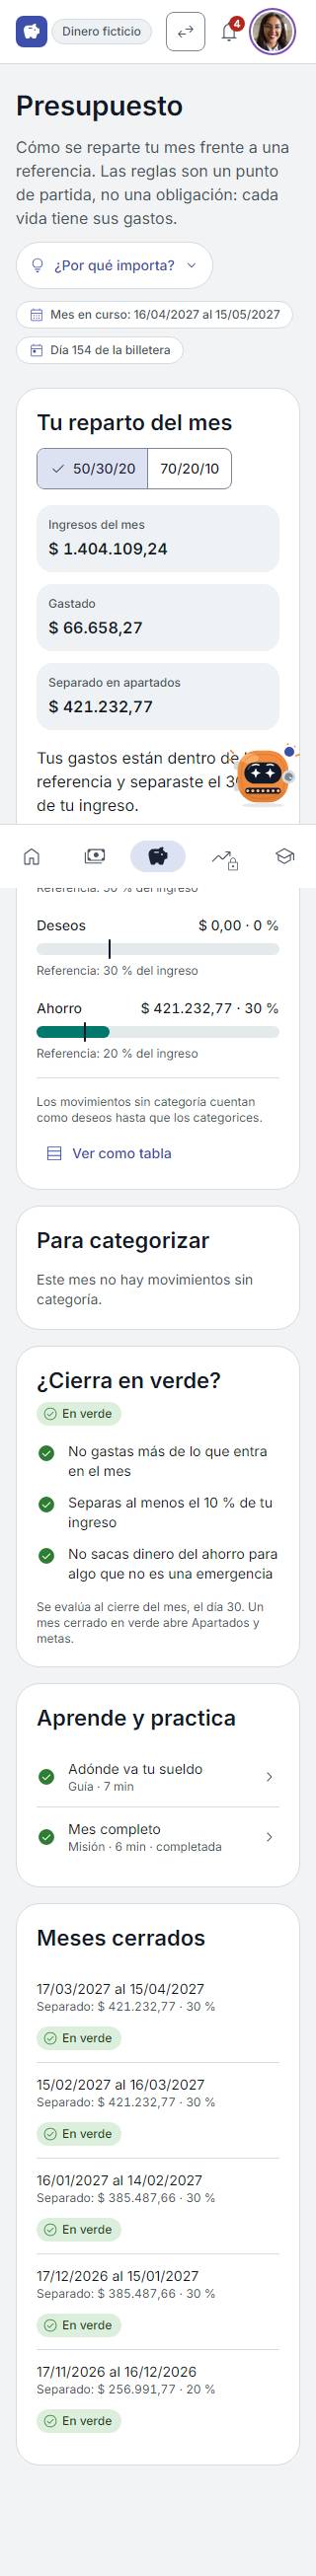 Dinero ficticio
4
Presupuesto
Cómo se reparte tu mes frente a una
referencia. Las reglas son un punto
de partida, no una obligación: cada
vida tiene sus gastos.
¿Por qué importa?
Mes en curso: 16/04/2027 al 15/05/2027
Día 154 de la billetera
Tu reparto del mes
50/30/20
70/20/10
Ingresos del mes
$ 1.404.109,24
Gastado
$ 66.658,27
Separado en apartados
$ 421.232,77
Tus gastos están dentro de
referencia y separaste el
de tu ingreso.
Referencia: 50 % del ingreso
Deseos $ 0,00 · 0 %
Referencia: 30 % del ingreso
Ahorro $ 421.232,77 · 30 %
Referencia: 20 % del ingreso
Los movimientos sin categoría cuentan
como deseos hasta que los categorices.
Ver como tabla
Para categorizar
Este mes no hay movimientos sin
categoría.
¿Cierra en verde?
En verde
No gastas más de lo que entra
en el mes
Separas al menos el 10 % de tu
ingreso
No sacas dinero del ahorro para
algo que no es una emergencia
Se evalúa al cierre del mes, el día 30. Un
mes cerrado en verde abre Apartados y
metas.
Aprende y practica
Adónde va tu sueldo
Guía · 7 min
Mes completo
Misión · 6 min · completada
Meses cerrados
17/03/2027 al 15/04/2027
Separado: $ 421.232,77 · 30 %
En verde
15/02/2027 al 16/03/2027
Separado: $ 421.232,77 · 30 %
En verde
16/01/2027 al 14/02/2027
Separado: $ 385.487,66 · 30 %
En verde
17/12/2026 al 15/01/2027
Separado: $ 385.487,66 · 30 %
En verde
17/11/2026 al 16/12/2026
Separado: $ 256.991,77 · 20 %
En verde